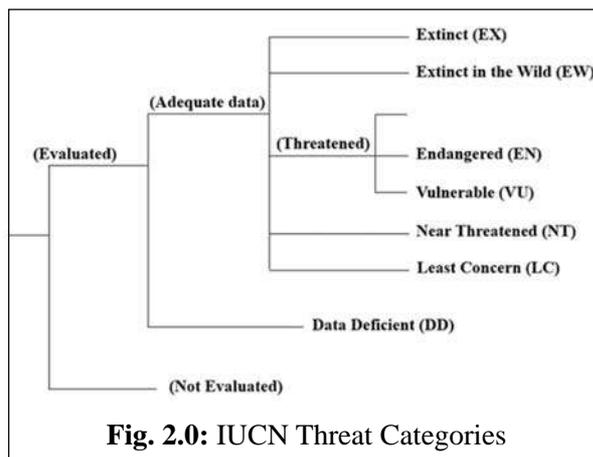 Extinct (EX)
Extinct in the Wild (EW)
(Adequate data)
(Threatened)
(Evaluated)
Endangered (EN)
Vulnerable (VU)
Near Threatened (NT)
Least Concern (LC)
Data Deficient (DD)
(Not Evaluated)
Fig. 2.0: IUCN Threat Categories